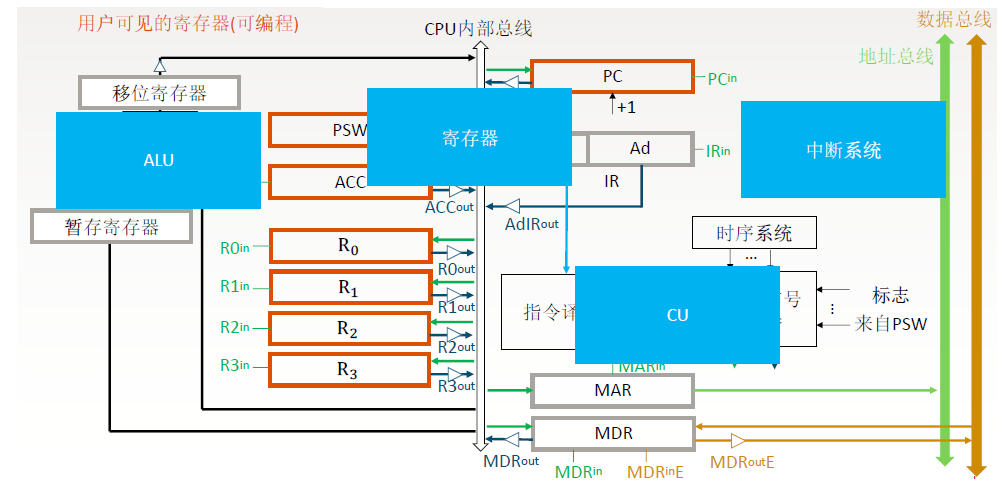 用户可见的寄存器(可编程)
CPU内部总线
数据总线
地址总线
移位寄存器
PC
PCin
+1
ALU
PSW
寄存器
Ad
IRin
中断系统
ACC
IR
ACCout
AdIRout
暂存寄存器
时序系统
R0in
R0
R0out
...
R1in
R1
R1out
指令译
CU
号
标志
...
来自PSW
R2in
R2
R2out
R3in
R3
R3out
MARin
MAR
MDR
MDRout
MDRin
MDRinE
MDRoutE